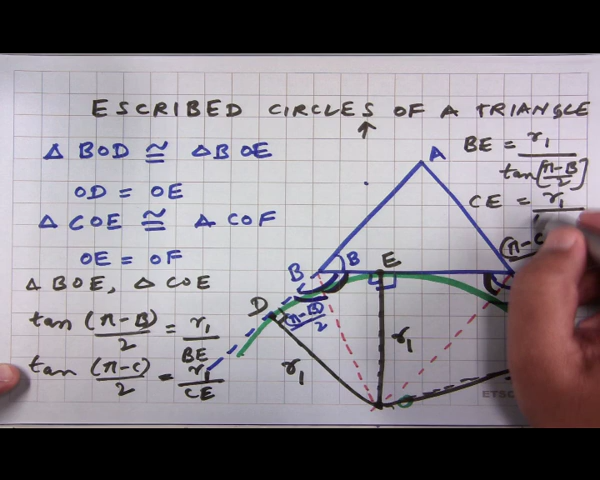 ESCRIBED CIRCLES OF A TRIANGLE
Δ BOD ≅ Δ BOE
OD = OE
Δ COE ≅ Δ COF
OE = OF
Δ BOE, Δ COE
tan (π-B)/2 = r1/BE
tan (π-C)/2 = r1/CE
BE = r1/tan[π-B/2]
CE = r1
A
(π-C
B
B
E
D
(π-B)/2
r1
r1
O